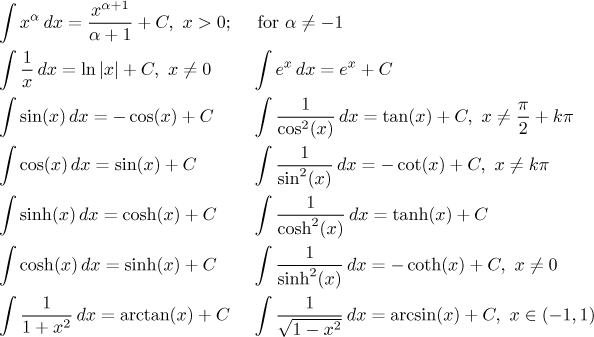 ∫ x^α dx = x^(α+1)/(α+1) + C, x > 0; for α ≠ −1
∫ 1/x dx = ln|x| + C, x ≠ 0 ∫ e^x dx = e^x + C
∫ sin(x) dx = − cos(x) + C ∫ 1/cos²(x) dx = tan(x) + C, x ≠ π/2 + kπ
∫ cos(x) dx = sin(x) + C ∫ 1/sin²(x) dx = − cot(x) + C, x ≠ kπ
∫ sinh(x) dx = cosh(x) + C ∫ 1/cosh²(x) dx = tanh(x) + C
∫ cosh(x) dx = sinh(x) + C ∫ 1/sinh²(x) dx = − coth(x) + C, x ≠ 0
∫ 1/(1 + x²) dx = arctan(x) + C ∫ 1/√(1 − x²) dx = arcsin(x) + C, x ∈ (−1, 1)